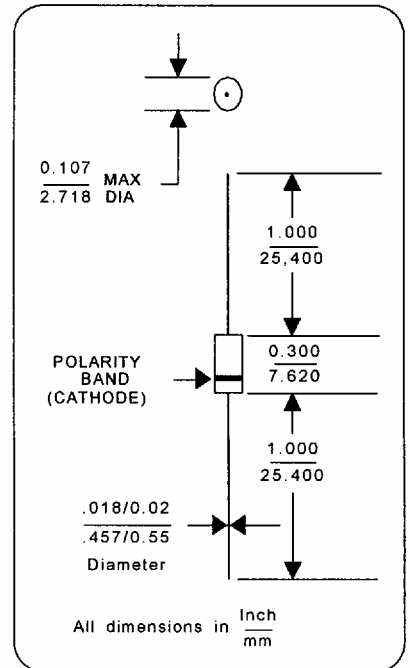 0.107
2.718
MAX
DIA
1.000
25,400
POLARITY
BAND
(CATHODE)
0.300
7.620
1.000
25.400
.018/0.02
.457/0.55
Diameter
All dimensions in Inch
mm